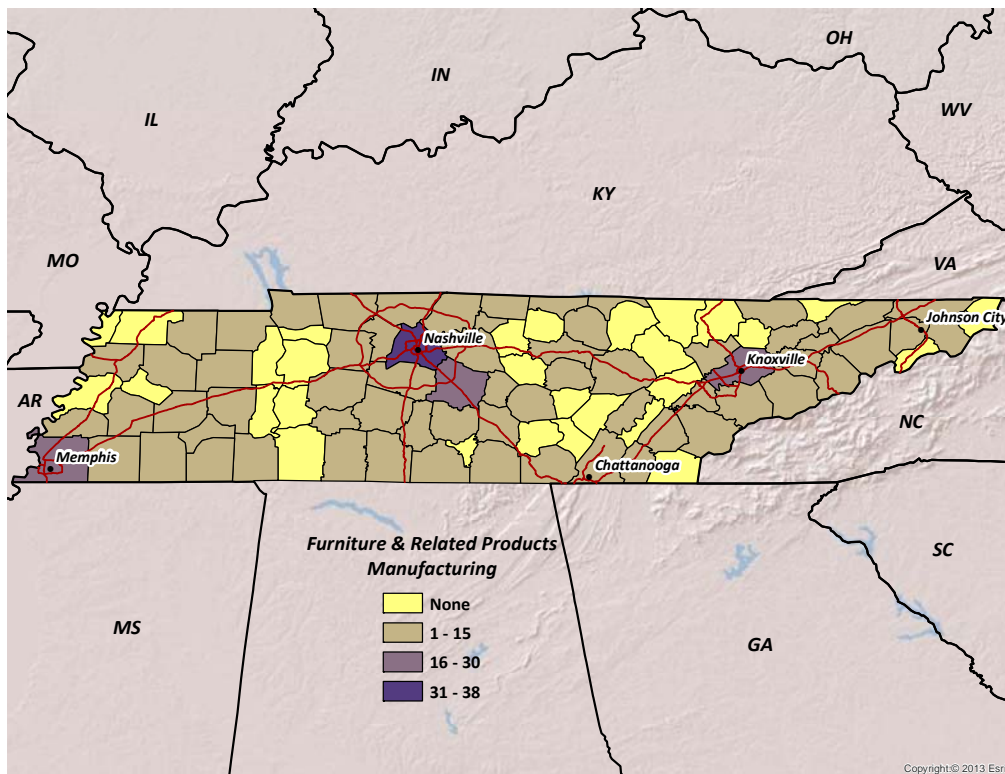 OH
IN
WV
IL
KY
MO
VA
Johnson City
Nashville
Knoxville
AR
NC
Memphis
Chattanooga
Furniture & Related Products
Manufacturing
SC
None
1 - 15
MS
GA
16 - 30
31 - 38
Copyright:© 2013 Esri